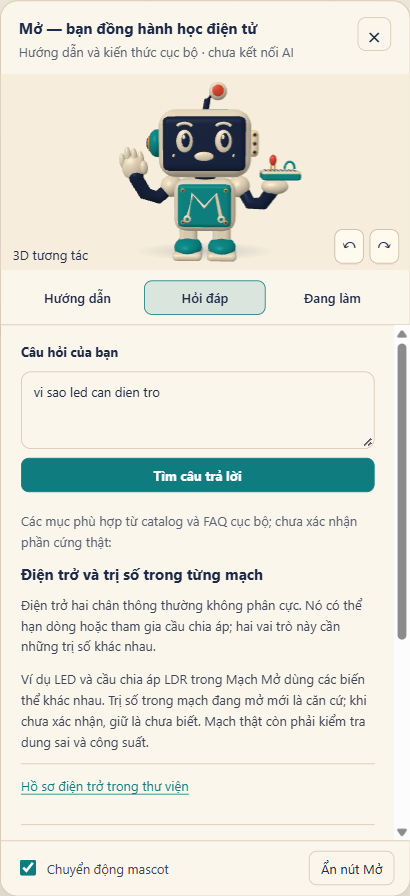 Mở — bạn đồng hành học điện tử
Hướng dẫn và kiến thức cục bộ · chưa kết nối AI
M
3D tương tác
Hướng dẫn
Hỏi đáp
Đang làm
Câu hỏi của bạn
vi sao led can dien tro
Tìm câu trả lời
Các mục phù hợp từ catalog và FAQ cục bộ; chưa xác nhận
phần cứng thật:
Điện trở và trị số trong từng mạch
Điện trở hai chân thông thường không phân cực. Nó có thể
hạn dòng hoặc tham gia cầu chia áp; hai vai trò này cần
những trị số khác nhau.
Ví dụ LED và cầu chia áp LDR trong Mạch Mở dùng các biến
thể khác nhau. Trị số trong mạch đang mở mới là căn cứ; khi
chưa xác nhận, giữ là chưa biết. Mạch thật còn phải kiểm tra
dung sai và công suất.
Hồ sơ điện trở trong thư viện
Chuyển động mascot
Ẩn nút Mở